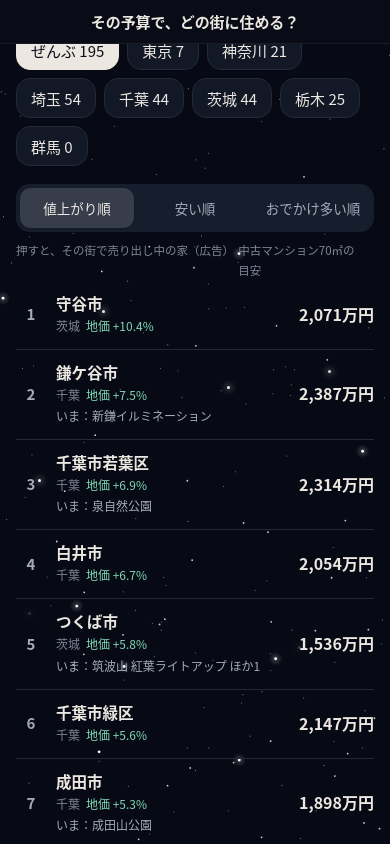 その予算で、どの街に住める？
ぜんぶ 195
東京 7
神奈川 21
埼玉 54
千葉 44
茨城 44
栃木 25
群馬 0
値上がり順
安い順
おでかけ多い順
押すと、その街で売り出し中の家（広告）
中古マンション70㎡の
目安
1
守谷市
茨城 地価 +10.4%
2,071万円
2
鎌ケ谷市
千葉 地価 +7.5%
いま：新鎌イルミネーション
2,387万円
3
千葉市若葉区
千葉 地価 +6.9%
いま：泉自然公園
2,314万円
4
白井市
千葉 地価 +6.7%
2,054万円
5
つくば市
茨城 地価 +5.8%
いま：筑波山 紅葉ライトアップ ほか1
1,536万円
6
千葉市緑区
千葉 地価 +5.6%
2,147万円
7
成田市
千葉 地価 +5.3%
いま：成田山公園
1,898万円